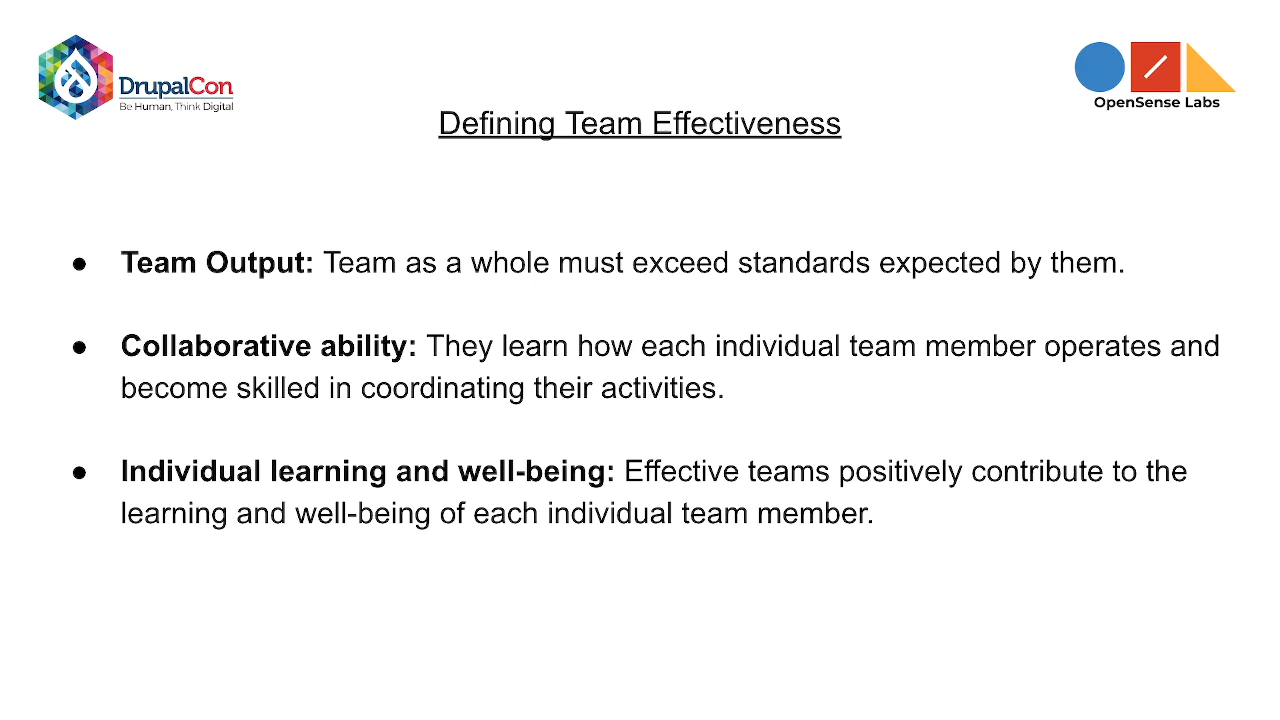 DrupalCon
Be Human, Think Digital
OpenSense Labs
Defining Team Effectiveness
● Team Output: Team as a whole must exceed standards expected by them.
● Collaborative ability: They learn how each individual team member operates and
become skilled in coordinating their activities.
● Individual learning and well-being: Effective teams positively contribute to the
learning and well-being of each individual team member.